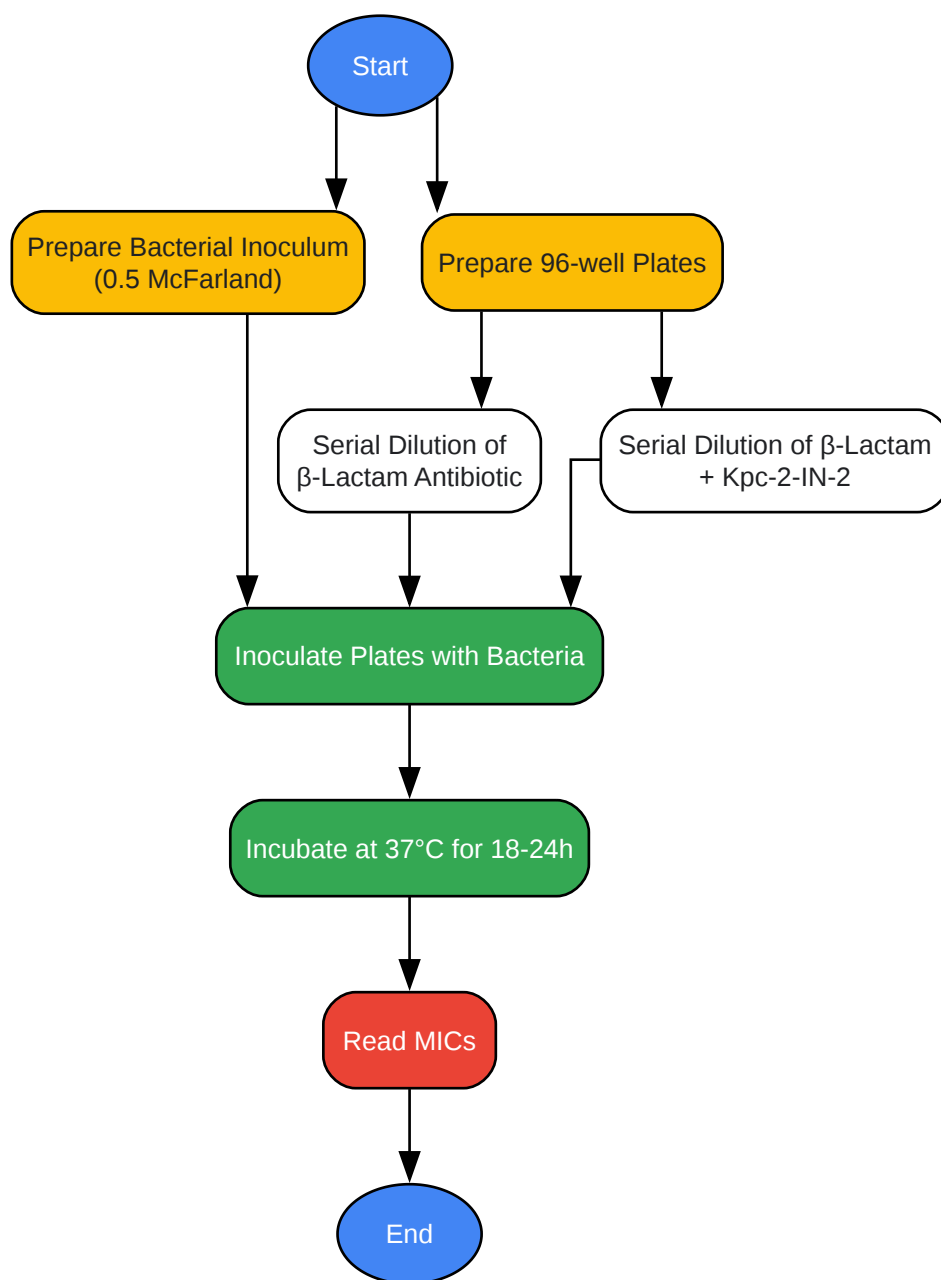 Start
Prepare Bacterial Inoculum
(0.5 McFarland)
Prepare 96-well Plates
Serial Dilution of
β-Lactam Antibiotic
Serial Dilution of β-Lactam
+ Kpc-2-IN-2
Inoculate Plates with Bacteria
Incubate at 37°C for 18-24h
Read MICs
End